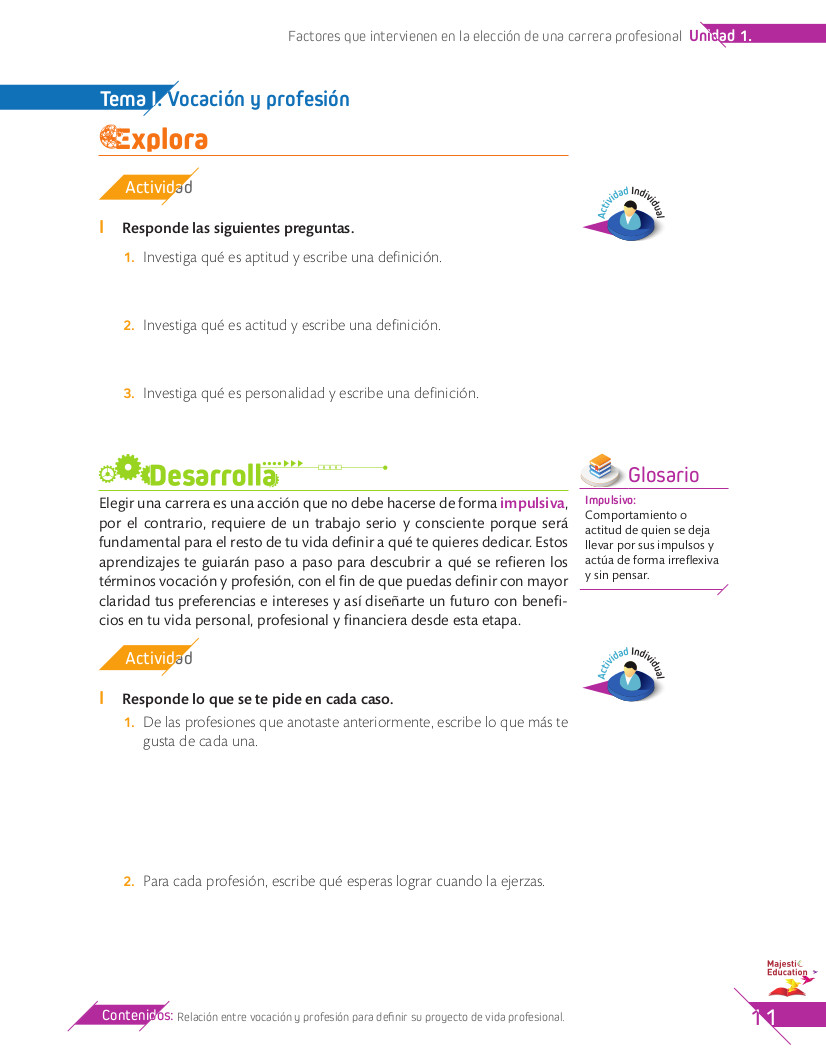 Factores que intervienen en la elección de una carrera profesional Unidad 1.
Tema I. Vocación y profesión
Explora
Actividad
Actividad Individual
I Responde las siguientes preguntas.
1. Investiga qué es aptitud y escribe una definición.
2. Investiga qué es actitud y escribe una definición.
3. Investiga qué es personalidad y escribe una definición.
Desarrolla
Elegir una carrera es una acción que no debe hacerse de forma impulsiva,
por el contrario, requiere de un trabajo serio y consciente porque será
fundamental para el resto de tu vida definir a qué te quieres dedicar. Estos
aprendizajes te guiarán paso a paso para descubrir a qué se refieren los
términos vocación y profesión, con el fin de que puedas definir con mayor
claridad tus preferencias e intereses y así diseñarte un futuro con benefi-
cios en tu vida personal, profesional y financiera desde esta etapa.
Glosario
Impulsivo:
Comportamiento o
actitud de quien se deja
llevar por sus impulsos y
actúa de forma irreflexiva
y sin pensar.
Actividad
Actividad Individual
I Responde lo que se te pide en cada caso.
1. De las profesiones que anotaste anteriormente, escribe lo que más te
gusta de cada una.
2. Para cada profesión, escribe qué esperas lograr cuando la ejerzas.
Majestic
Education
Contenidos: Relación entre vocación y profesión para definir su proyecto de vida profesional.
11